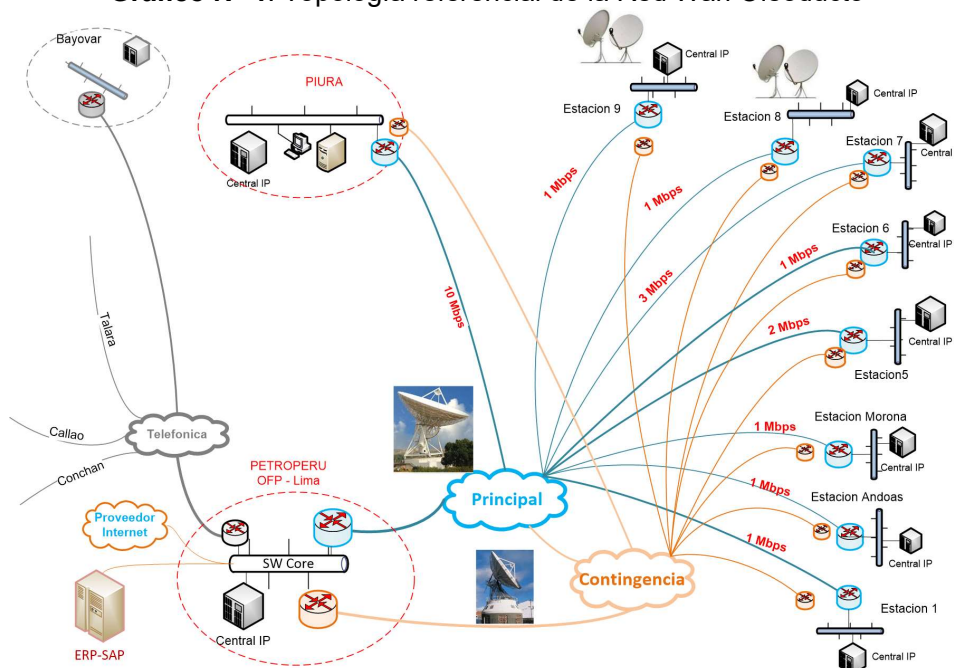 Gráfico N° 1: Topología referencial de la Red Wan Oleoducto
Bayovar
PIURA
Central IP
Central IP
Estacion 9
Central IP
Estacion 8
Estacion 7
Central
1 Mbps
1 Mbps
Estacion 6
Central IP
1 Mbps
3 Mbps
10 Mbps
2 Mbps
Central IP
Estacion5
Talara
Callao
Conchan
Telefonica
Estacion Morona
1 Mbps
Central IP
PETROPERU
OFP - Lima
Principal
Estacion Andoas
1 Mbps
Proveedor
Internet
1 Mbps
Central IP
SW Core
Contingencia
Estacion 1
Central IP
ERP-SAP
Central IP